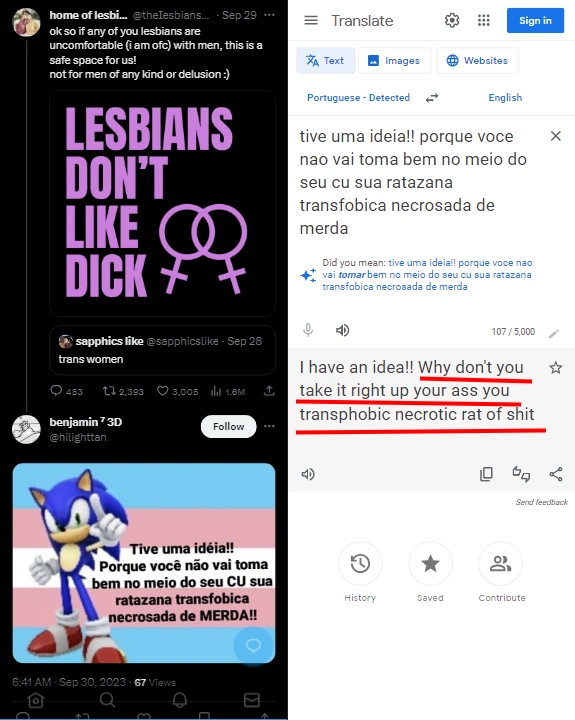 home of lesbi... @thelesbians... · Sep 29
ok so if any of you lesbians are
uncomfortable (i am ofc) with men, this is a
safe space for us!
not for men of any kind or delusion :)
LESBIANS
DON'T
LIKE
DICK
sapphics like @sapphicslike · Sep 28
trans women
453 2,393 3,005 1.6M
benjamin ⁷ 3D
@hilighttan
Follow
Tive uma idéia!!
Porque você não vai toma
bem no meio do seu CU sua
ratazana transfobica
necrosada de MERDA!!
6:41 AM · Sep 30, 2023 · 67 Views
Translate
Sign in
Text Images Websites
Portuguese - Detected English
tive uma ideia!! porque voce
nao vai toma bem no meio do
seu cu sua ratazana
transfobica necrosada de
merda
Did you mean: tive uma ideia!! porque voce nao
vai tomar bem no meio do seu cu sua ratazana
transfobica necrosada de merda
107 / 5,000
I have an idea!! Why don't you
take it right up your ass you
transphobic necrotic rat of shit
Send feedback
History Saved Contribute